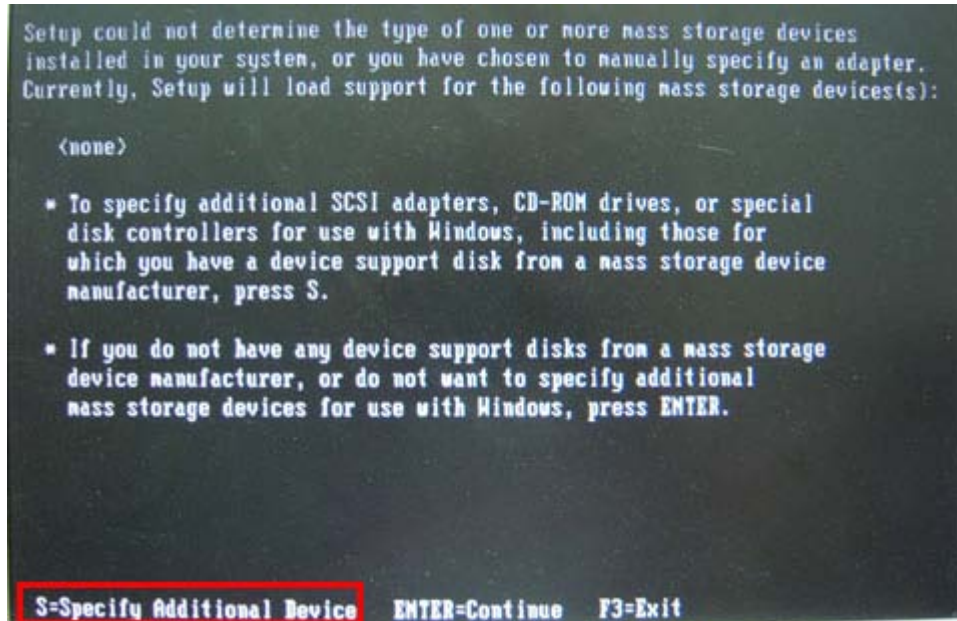 Setup could not determine the type of one or more mass storage devices
installed in your system, or you have chosen to manually specify an adapter.
Currently, Setup will load support for the following mass storage devices(s):
<none>
* To specify additional SCSI adapters, CD-ROM drives, or special
disk controllers for use with Windows, including those for
which you have a device support disk from a mass storage device
manufacturer, press S.
* If you do not have any device support disks from a mass storage
device manufacturer, or do not want to specify additional
mass storage devices for use with Windows, press ENTER.
S=Specify Additional Device ENTER=Continue F3=Exit